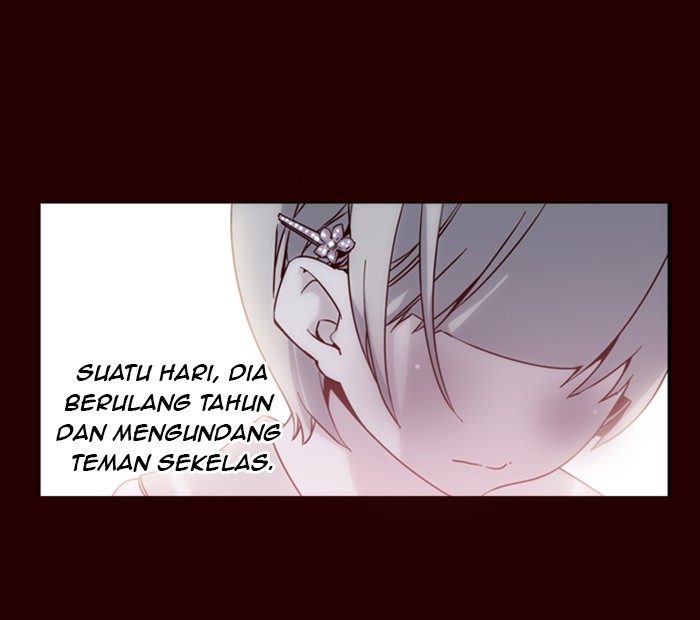 SUATU HARI, DIA
BERULANG TAHUN
DAN MENGUNDANG
TEMAN SEKELAS.